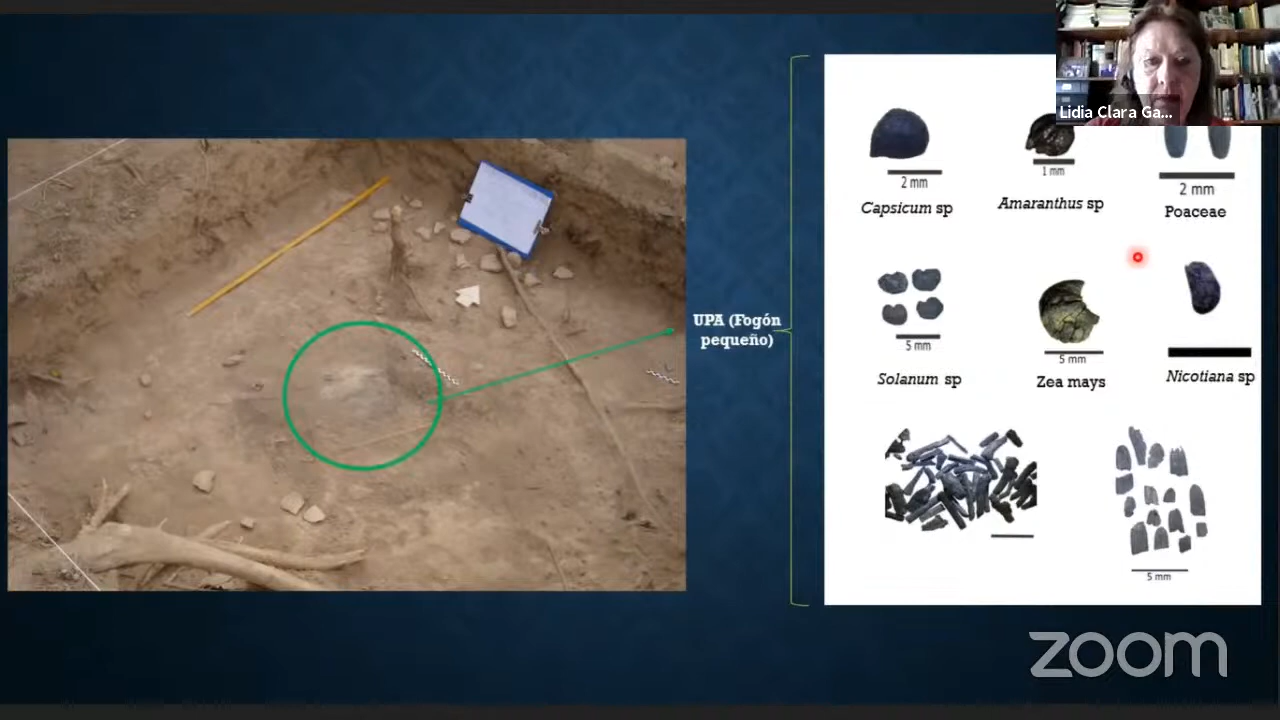 Lidia Clara Ga...
2 mm
1 mm
2 mm
Capsicum sp
Amaranthus sp
Poaceae
UPA (Fogón
pequeño)
5 mm
5 mm
Solanum sp
Zea mays
Nicotiana sp
5 mm
zoom